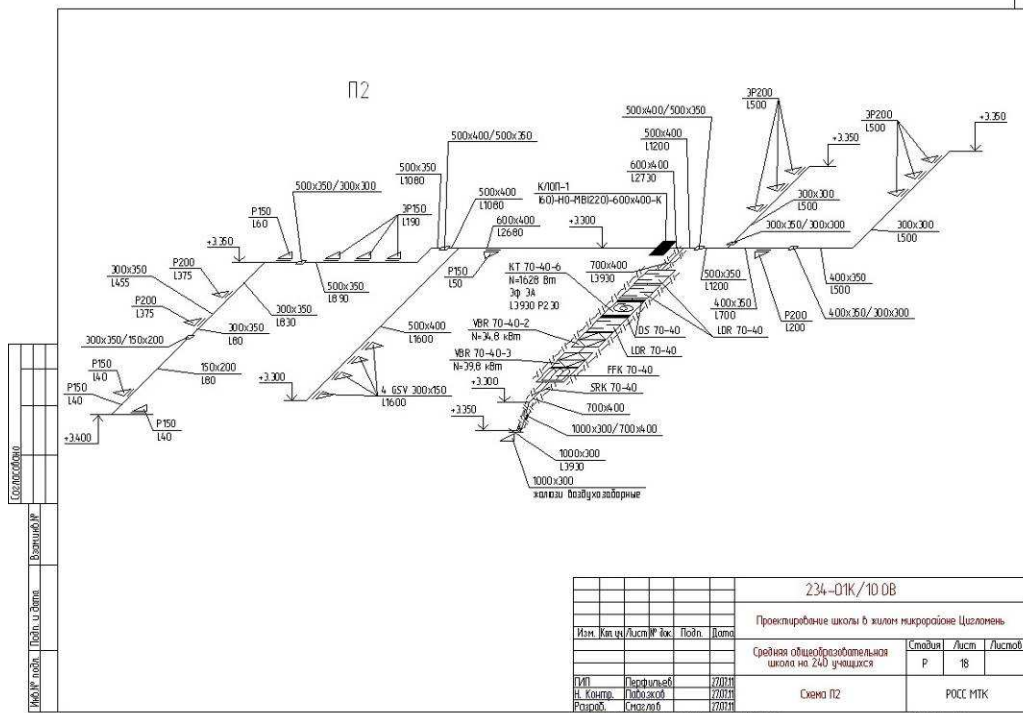 П2
500x400/500x350
500x350
L1080
500x400
L1080
600x400
L2680
500x350/300x300
3Р150
L190
Р150
L60
+3.350
Р200
L375
300x350
L455
Р200
L375
300x350/150x200
Р150
L40
Р150
L40
+3.400
Р150
L40
150x200
L80
300x350
L80
300x350
L830
500x350
L890
+3.300
500x400
L1600
4 GSV 300x150
L1600
Р150
L50
+3.300
500x400/500x350
500x400
L1200
600x400
L2730
КЛОП-1
(60)-НО-МВ(220)-600x400-К
700x400
L3930
КТ 70-40-6
N=1628 Вт
3ф 3А
L3930 Р230
VBR 70-40-2
N=34,8 кВт
VBR 70-40-3
N=39,8 кВт
+3.300
+3.350
DS 70-40
LDR 70-40
LDR 70-40
FFK 70-40
SRK 70-40
700x400
1000x300/700x400
1000x300
L3930
1000x300
жалюзи воздухозаборные
3Р200
L500
3Р200
L500
+3.350
+3.350
300x300
L500
300x350/300x300
300x300
L500
500x350
L1200
400x350
L700
Р200
L200
400x350
L500
400x350/300x300
Согласовано
Взам.инв.№
Подп. и дата
Инв.№ подл.
234-01К/10 ОВ
Проектирование школы в жилом микрорайоне Цигломень
Изм. Кол.уч Лист № док. Подп. Дата
Средняя общеобразовательная
школа на 240 учащихся
Стадия Лист Листов
Р 18
ГИП Перфильев 27.07.11
Н. Контр. Повозков 27.07.11
Разраб. Смаглов 27.07.11
Схема П2
РОСС МТК